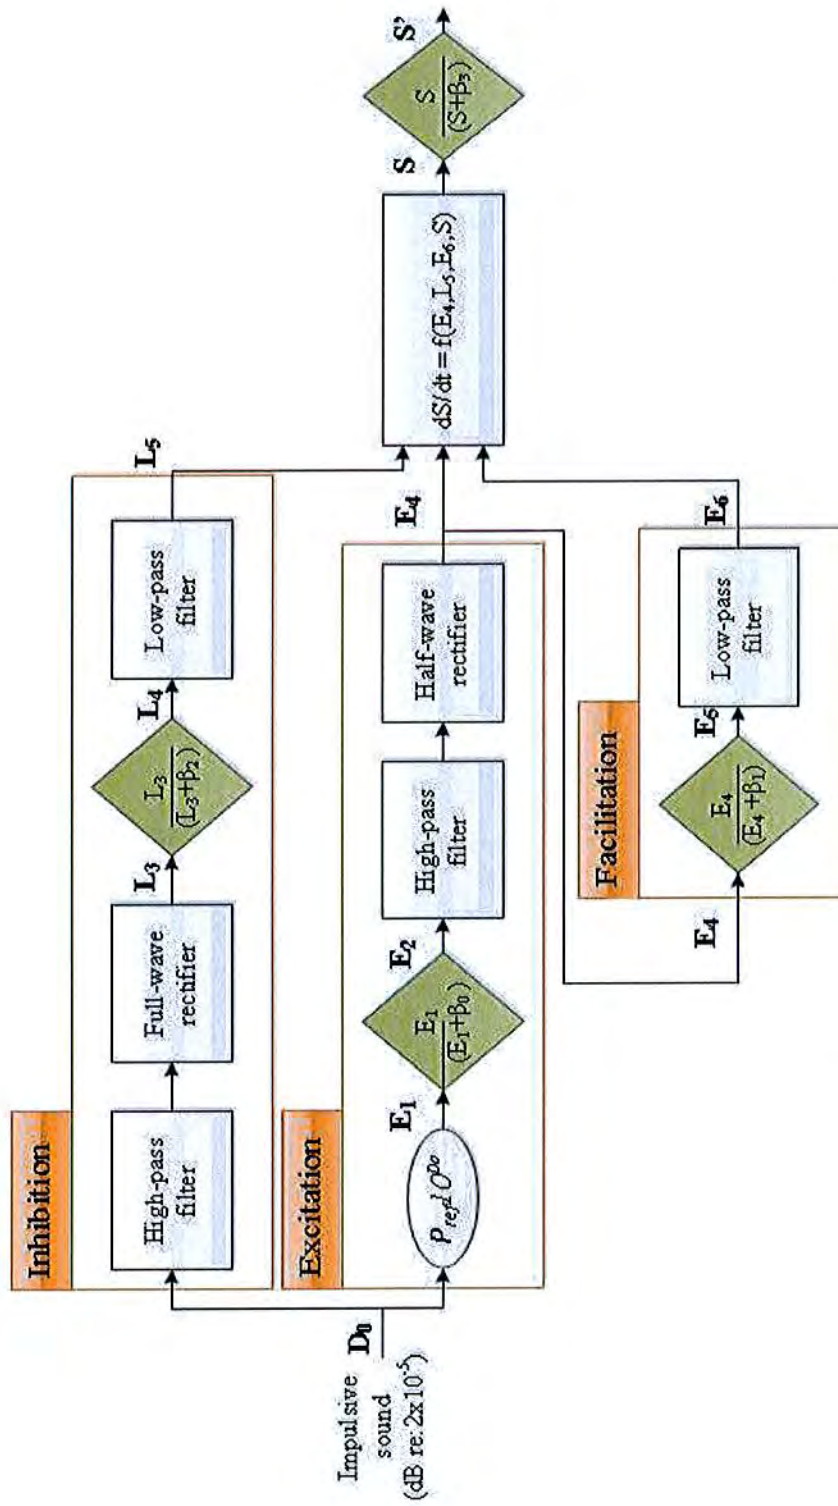 Impulsive
sound
(dB re:2x10⁻⁵)
D₀
Inhibition
High-pass
filter
Full-wave
rectifier
L₃
L₃
(L₃+β₂)
L₄
Low-pass
filter
L₅
Excitation
P_ref10^D₀
E₁
E₁
(E₁+β₀)
E₂
High-pass
filter
Half-wave
rectifier
E₄
Facilitation
E₄
E₄
(E₄+β₁)
E₅
Low-pass
filter
E₆
dS/dt = f(E₄,L₅,E₆,S)
S
S
(S+β₃)
S'